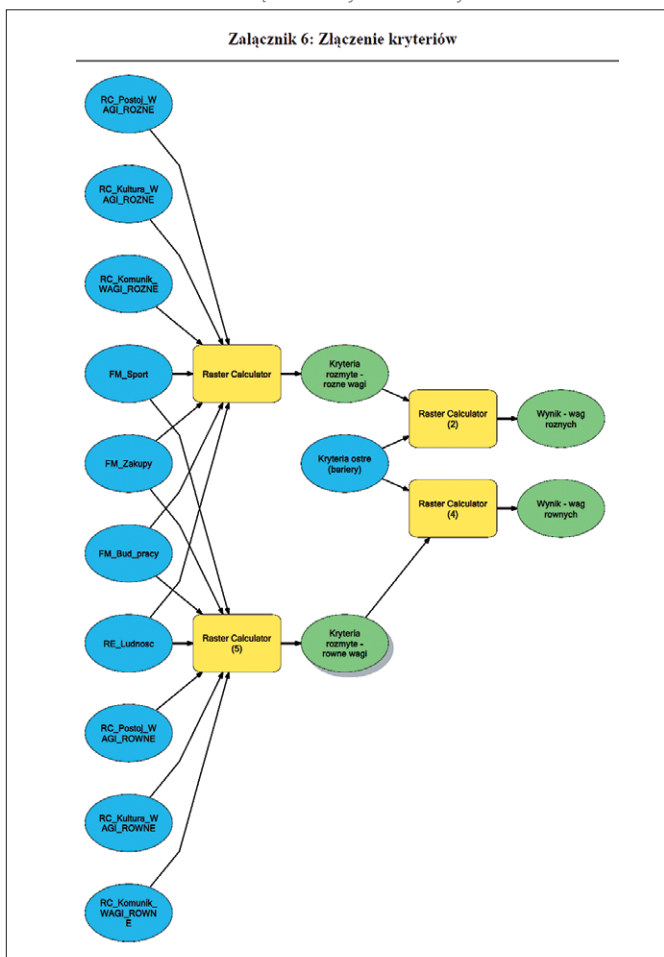 Załącznik 6: Złączenie kryteriów
RC_Postoj_W
AGI_ROZNE
RC_Kultura_W
AGI_ROZNE
RC_Komunik_
WAGI_ROZNE
FM_Sport
Raster Calculator
Kryteria
rozmyte -
rozne wagi
Raster Calculator
(2)
Wynik - wag
roznych
FM_Zakupy
Kryteria ostre
(bariery)
Raster Calculator
(4)
Wynik - wag
rownych
FM_Bud_pracy
RE_Ludnosc
Raster Calculator
(5)
Kryteria
rozmyte -
rowne wagi
RC_Postoj_W
AGI_ROWNE
RC_Kultura_W
AGI_ROWNE
RC_Komunik_
WAGI_ROWN
E